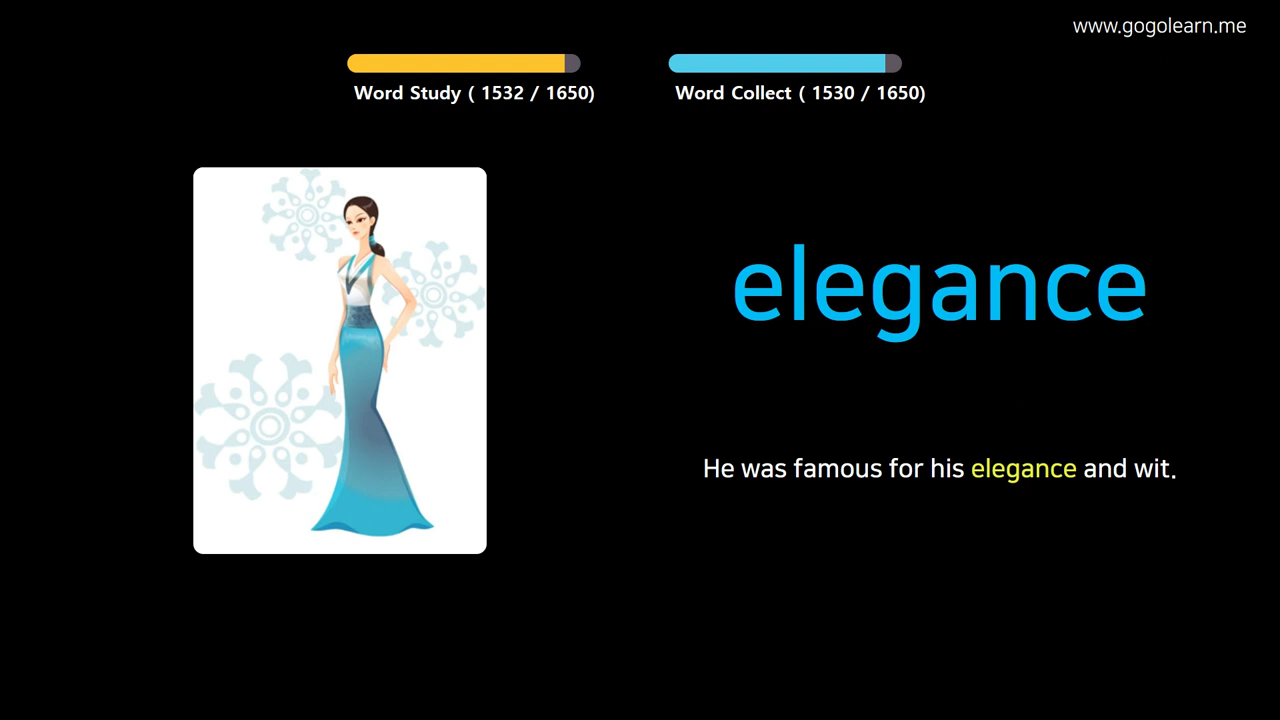 www.gogolearn.me
Word Study ( 1532 / 1650)
Word Collect ( 1530 / 1650)
elegance
He was famous for his elegance and wit.